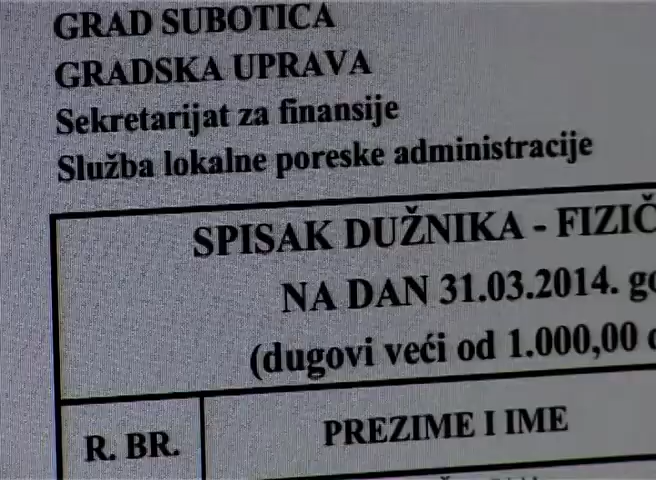 GRAD SUBOTICA
GRADSKA UPRAVA
Sekretarijat za finansije
Služba lokalne poreske administracije
SPISAK DUŽNIKA - FIZIČ
NA DAN 31.03.2014. go
(dugovi veći od 1.000,00 d
R. BR.
PREZIME I IME